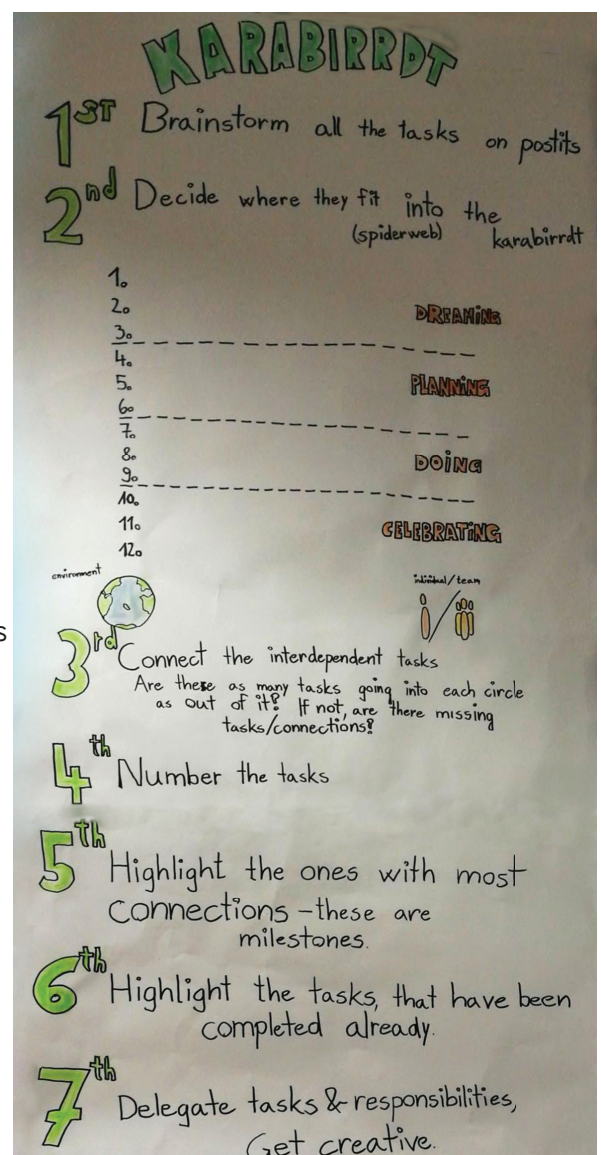 KARABIRRDT
1ST Brainstorm all the tasks on postits
2nd Decide where they fit into the
(spiderweb) karabirrdt
1.
2. DREAMING
3.
4.
5. PLANNING
6.
7.
8. DOING
9.
10.
11. CELEBRATING
12.
environment individual/team
3rd Connect the interdependent tasks
Are there as many tasks going into each circle
as out of it? If not, are there missing
tasks/connections?
4th Number the tasks
5th Highlight the ones with most
connections – these are
milestones.
6th Highlight the tasks, that have been
completed already.
7th Delegate tasks & responsibilities,
Get creative.